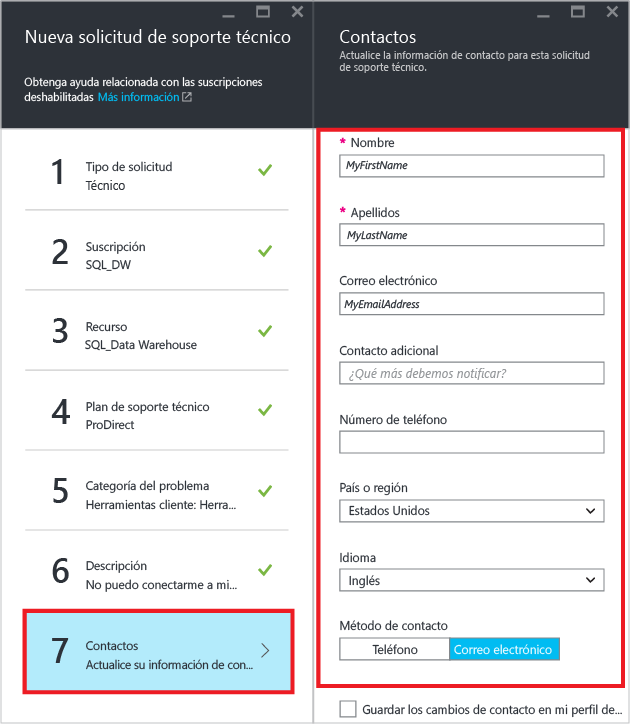 Nueva solicitud de soporte técnico
Obtenga ayuda relacionada con las suscripciones
deshabilitadas Más información
1
Tipo de solicitud
Técnico
2
Suscripción
SQL_DW
3
Recurso
SQL_Data Warehouse
4
Plan de soporte técnico
ProDirect
5
Categoría del problema
Herramientas cliente: Herra...
6
Descripción
No puedo conectarme a mi...
7
Contactos
Actualice su información de con...
Contactos
Actualice la información de contacto para esta solicitud
de soporte técnico.
* Nombre
MyFirstName
* Apellidos
MyLastName
Correo electrónico
MyEmailAddress
Contacto adicional
¿Qué más debemos notificar?
Número de teléfono
País o región
Estados Unidos
Idioma
Inglés
Método de contacto
Teléfono Correo electrónico
Guardar los cambios de contacto en mi perfil de...